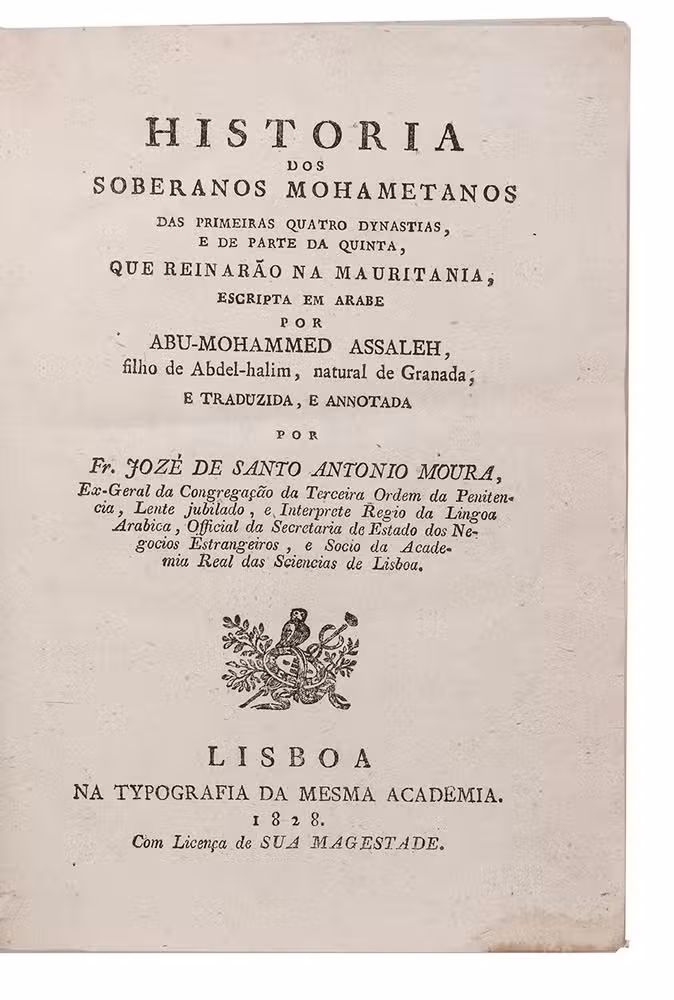 HISTORIA
DOS
SOBERANOS MOHAMETANOS
DAS PRIMEIRAS QUATRO DYNASTIAS,
E DE PARTE DA QUINTA,
QUE REINARÃO NA MAURITANIA,
ESCRIPTA EM ARABE
POR
ABU-MOHAMMED ASSALEH,
filho de Abdel-halim, natural de Granada;
E TRADUZIDA, E ANNOTADA
POR
Fr. JOZÉ DE SANTO ANTONIO MOURA,
Ex-Geral da Congregação da Terceira Ordem da Peniten-
cia, Lente jubilado, e Interprete Regio da Lingoa
Arabica, Official da Secretaria de Estado dos Ne-
gocios Estrangeiros, e Socio da Acade-
mia Real das Sciencias de Lisboa.
LISBOA
NA TYPOGRAFIA DA MESMA ACADEMIA.
1828.
Com Licença de SUA MAGESTADE.